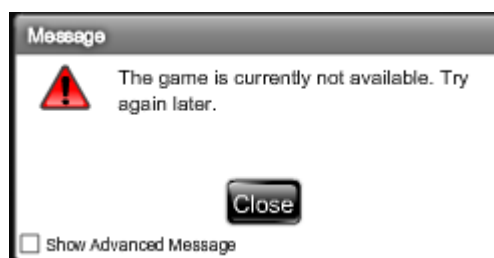 Message
The game is currently not available. Try
again later.
Close
Show Advanced Message